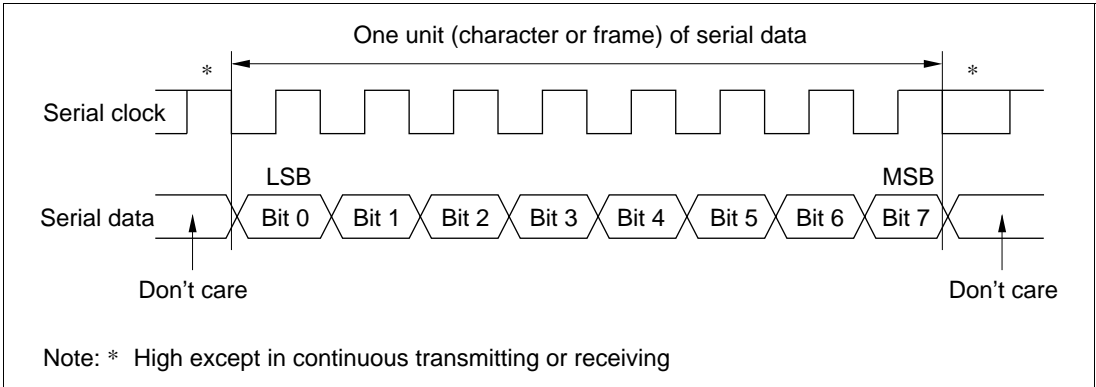 One unit (character or frame) of serial data
* *
Serial clock
LSB MSB
Serial data Bit 0 Bit 1 Bit 2 Bit 3 Bit 4 Bit 5 Bit 6 Bit 7
Don’t care Don’t care
Note: * High except in continuous transmitting or receiving